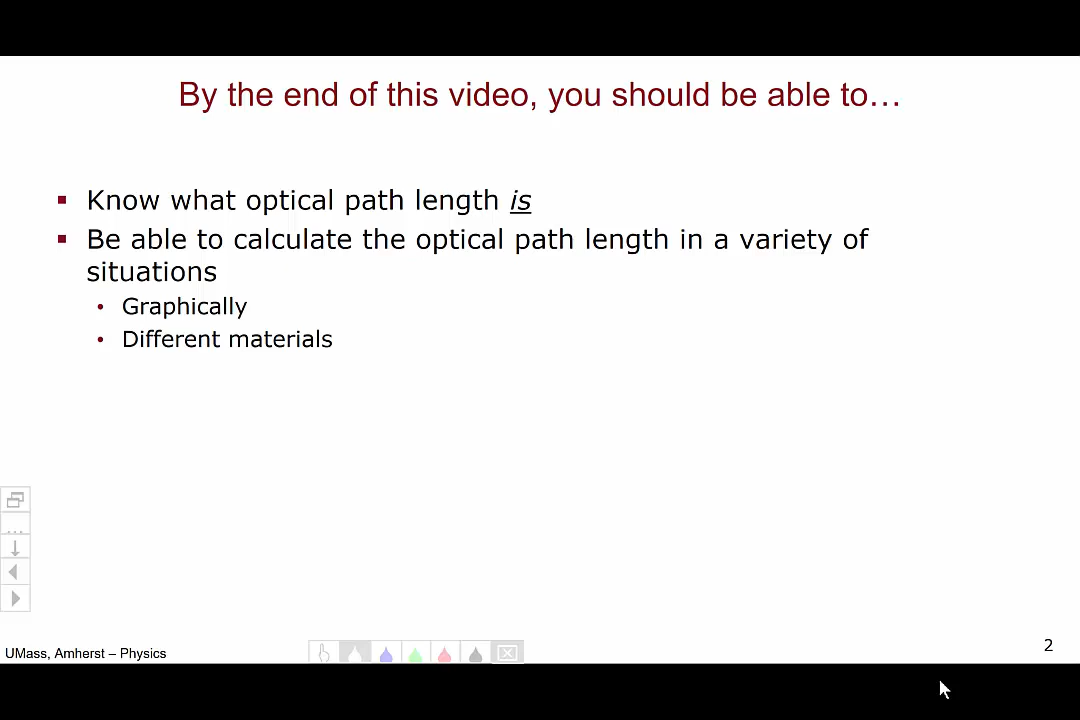 By the end of this video, you should be able to…
Know what optical path length is
Be able to calculate the optical path length in a variety of
situations
Graphically
Different materials
UMass, Amherst – Physics
2